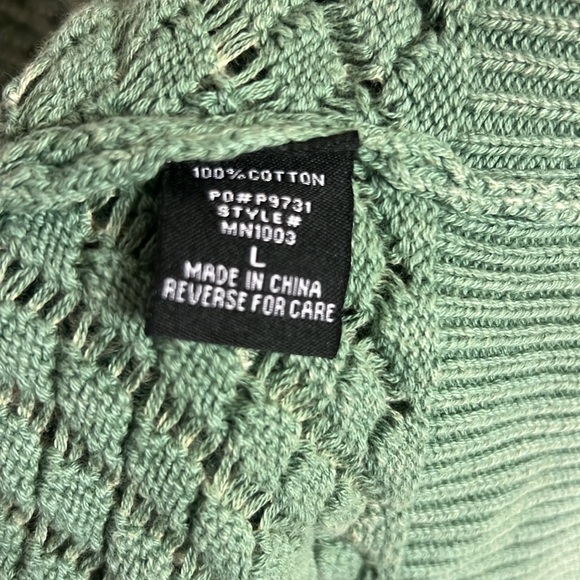 100% COTTON
PO# P9731
STYLE#
MN1003
L
MADE IN CHINA
REVERSE FOR CARE